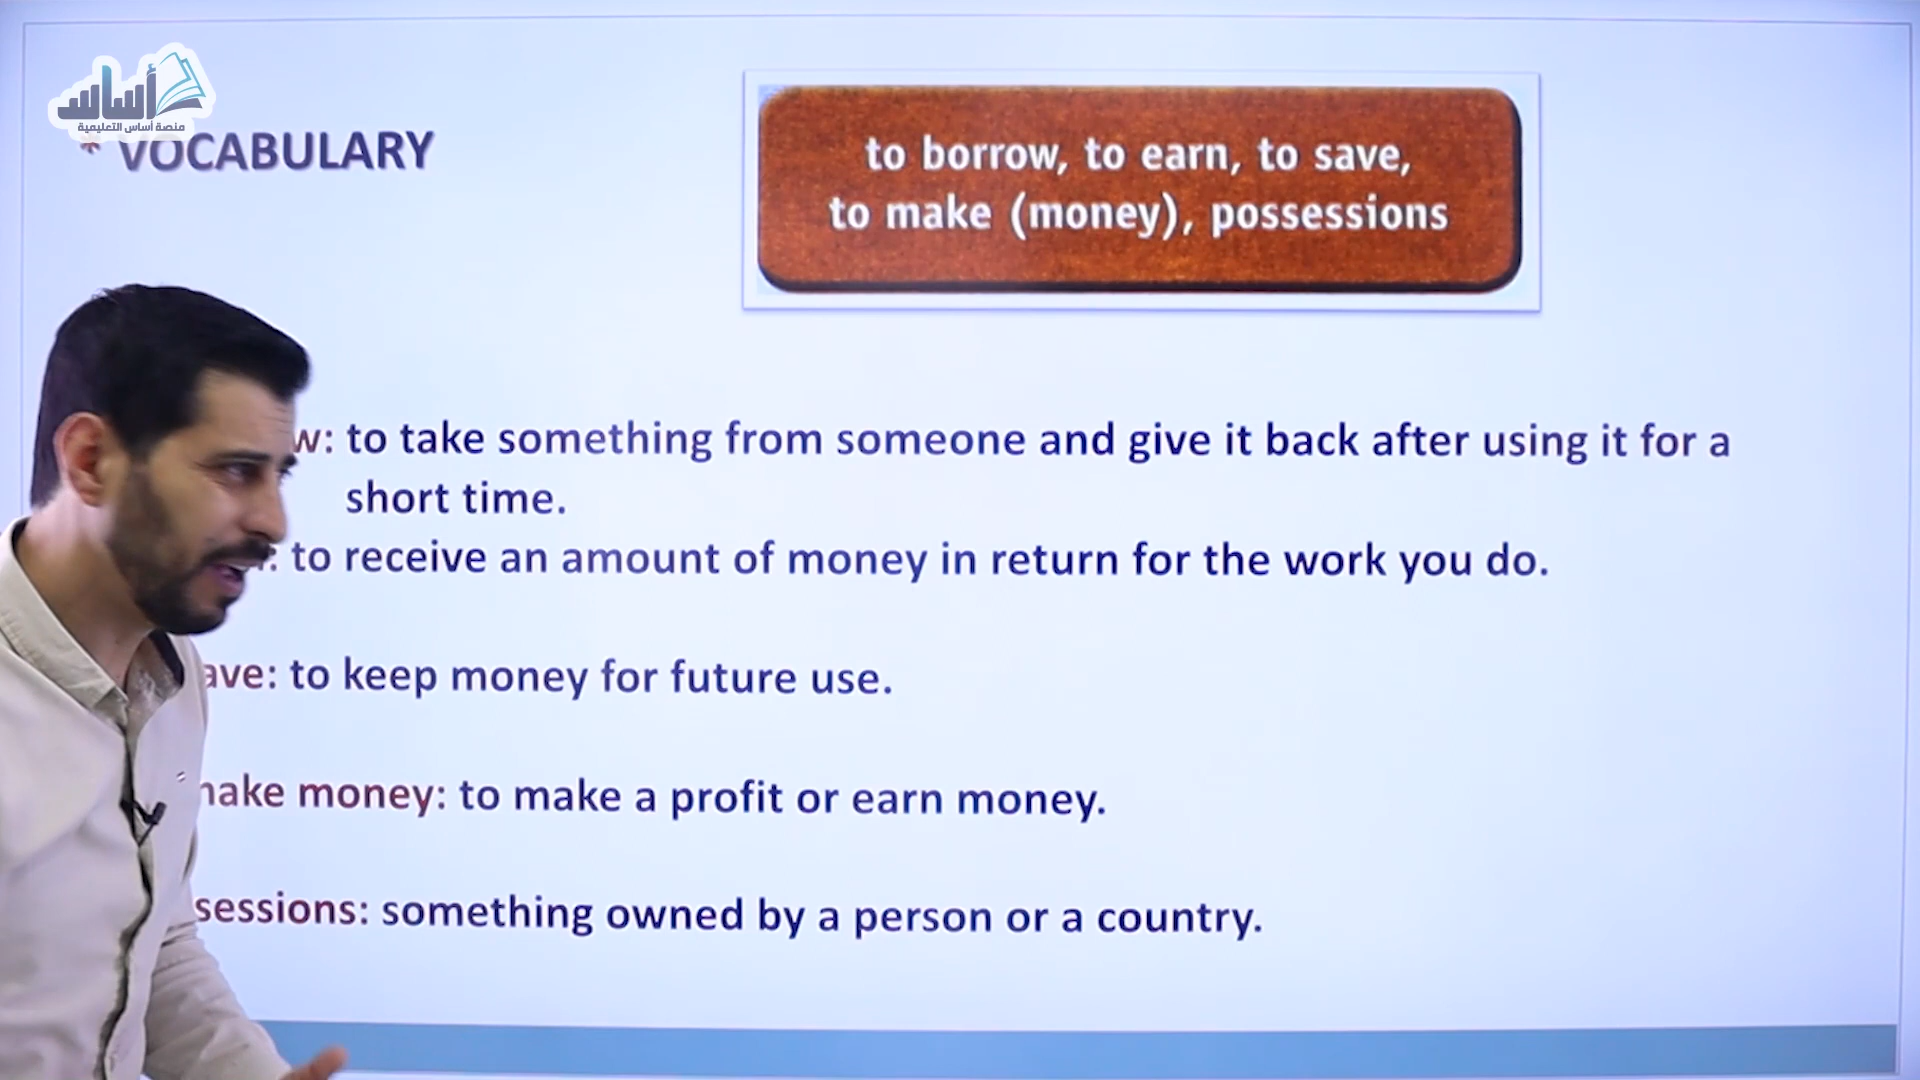 أساس
منصة أساس التعليمية
* VOCABULARY
to borrow, to earn, to save,
to make (money), possessions
w: to take something from someone and give it back after using it for a
short time.
: to receive an amount of money in return for the work you do.
ave: to keep money for future use.
make money: to make a profit or earn money.
sessions: something owned by a person or a country.